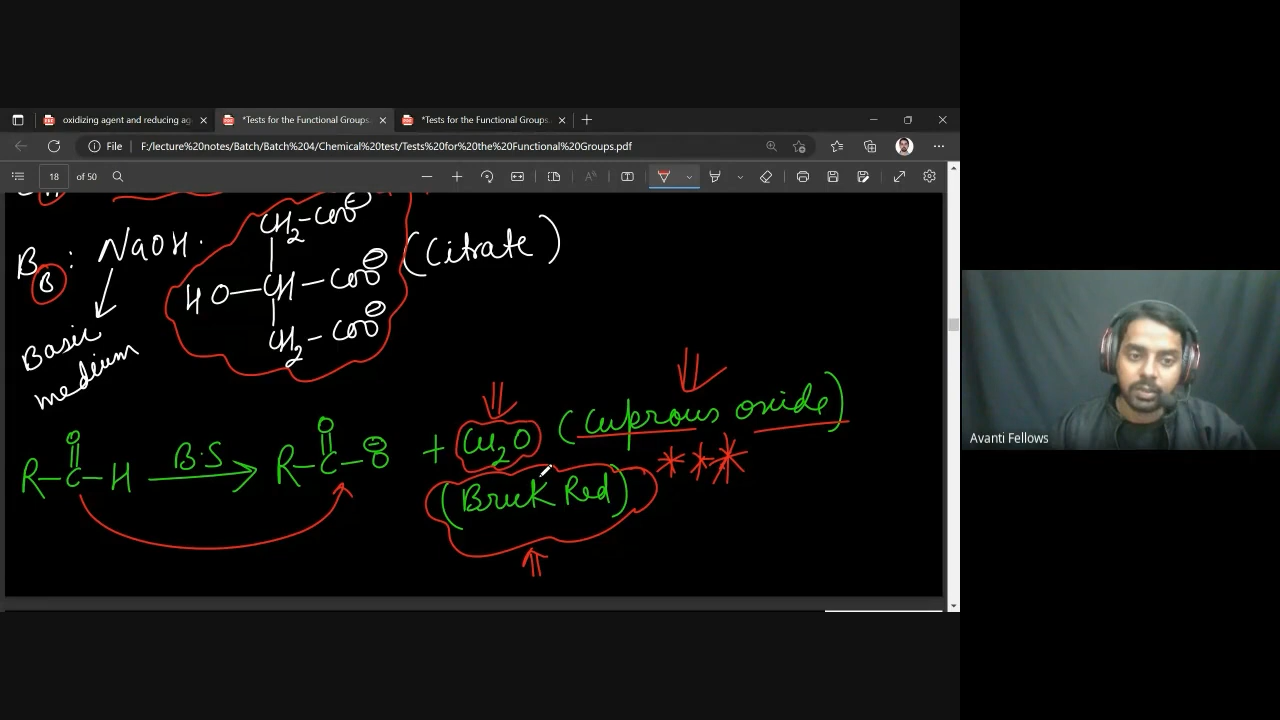 oxidizing agent and reducing ag
*Tests for the Functional Groups.
*Tests for the Functional Groups.
File
F:/lecture%20notes/Batch/Batch%204/Chemical%20test/Tests%20for%20the%20Functional%20Groups.pdf
18 of 50
CH2-COO⊖
B B : NaOH.
HO-CH-COO⊖
(Citrate)
CH2-COO⊖
Basic
medium
R-C-H
O
B.S
R-C-O⊖
O
+ Cu2O (Cuprous oxide)
(Brick Red)
Avanti Fellows